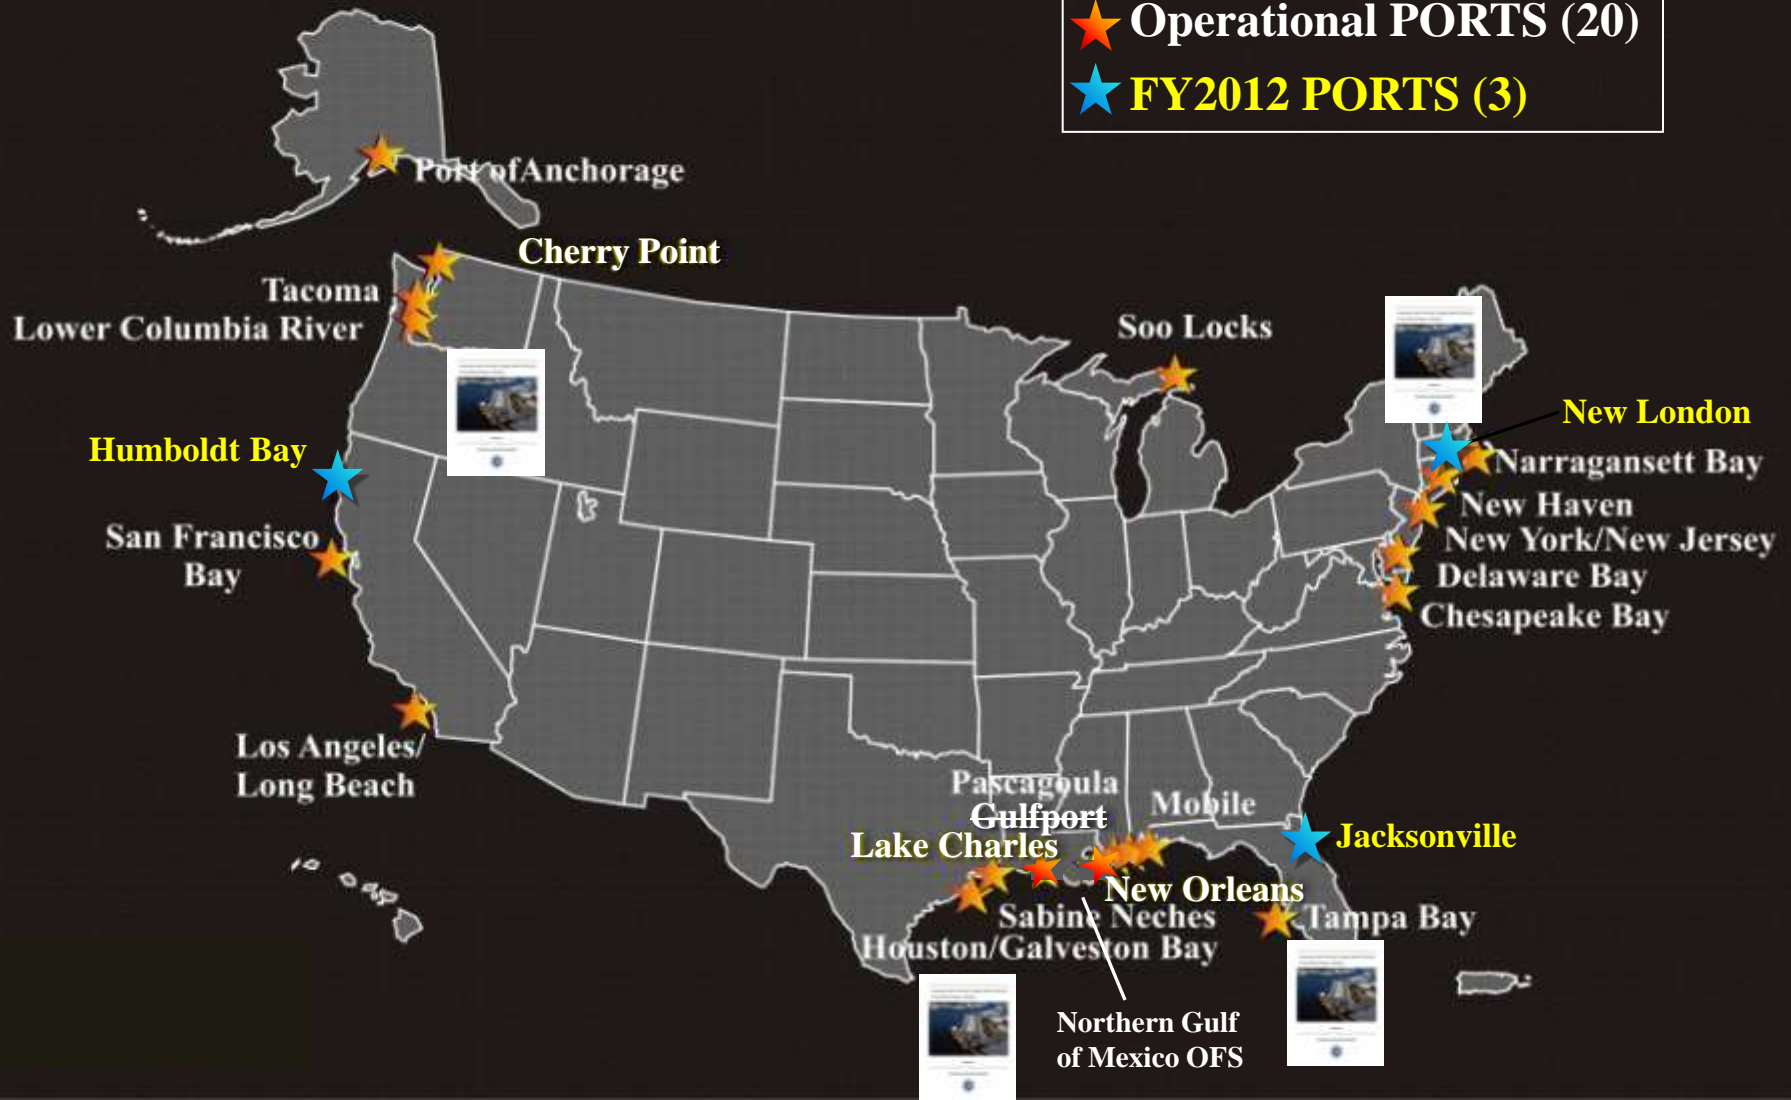 Operational PORTS (20)
FY2012 PORTS (3)
Port ofAnchorage
Cherry Point
Tacoma
Lower Columbia River
Soo Locks
New London
Humboldt Bay
Narragansett Bay
New Haven
San Francisco
Bay
New York/New Jersey
Delaware Bay
Chesapeake Bay
Los Angeles/
Long Beach
Pascagoula
Mobile
Gulfport
Lake Charles
Jacksonville
New Orleans
Sabine Neches
Tampa Bay
Houston/Galveston Bay
Northern Gulf
of Mexico OFS